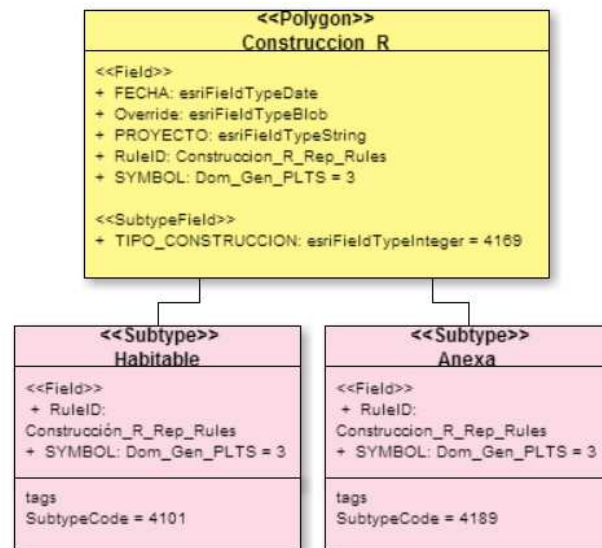 <<Polygon>>
Construccion_R
<<Field>>
+ FECHA: esriFieldTypeDate
+ Override: esriFieldTypeBlob
+ PROYECTO: esriFieldTypeString
+ RuleID: Construccion_R_Rep_Rules
+ SYMBOL: Dom_Gen_PLTS = 3
<<SubtypeField>>
+ TIPO_CONSTRUCCION: esriFieldTypeInteger = 4169
<<Subtype>>
Habitable
<<Field>>
+ RuleID:
Construcción_R_Rep_Rules
+ SYMBOL: Dom_Gen_PLTS = 3
tags
SubtypeCode = 4101
<<Subtype>>
Anexa
<<Field>>
+ RuleID:
Construccion_R_Rep_Rules
+ SYMBOL: Dom_Gen_PLTS = 3
tags
SubtypeCode = 4189